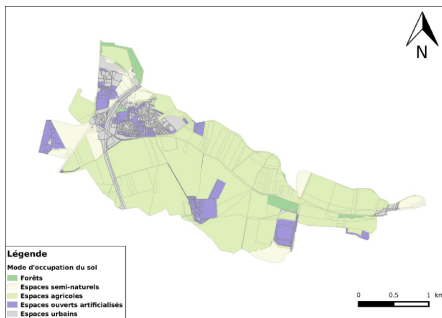 N
Légende
Mode d'occupation du sol
Forêts
Espaces semi-naturels
Espaces agricoles
Espaces ouverts artificialisés
Espaces urbains
0 0.5 1 km